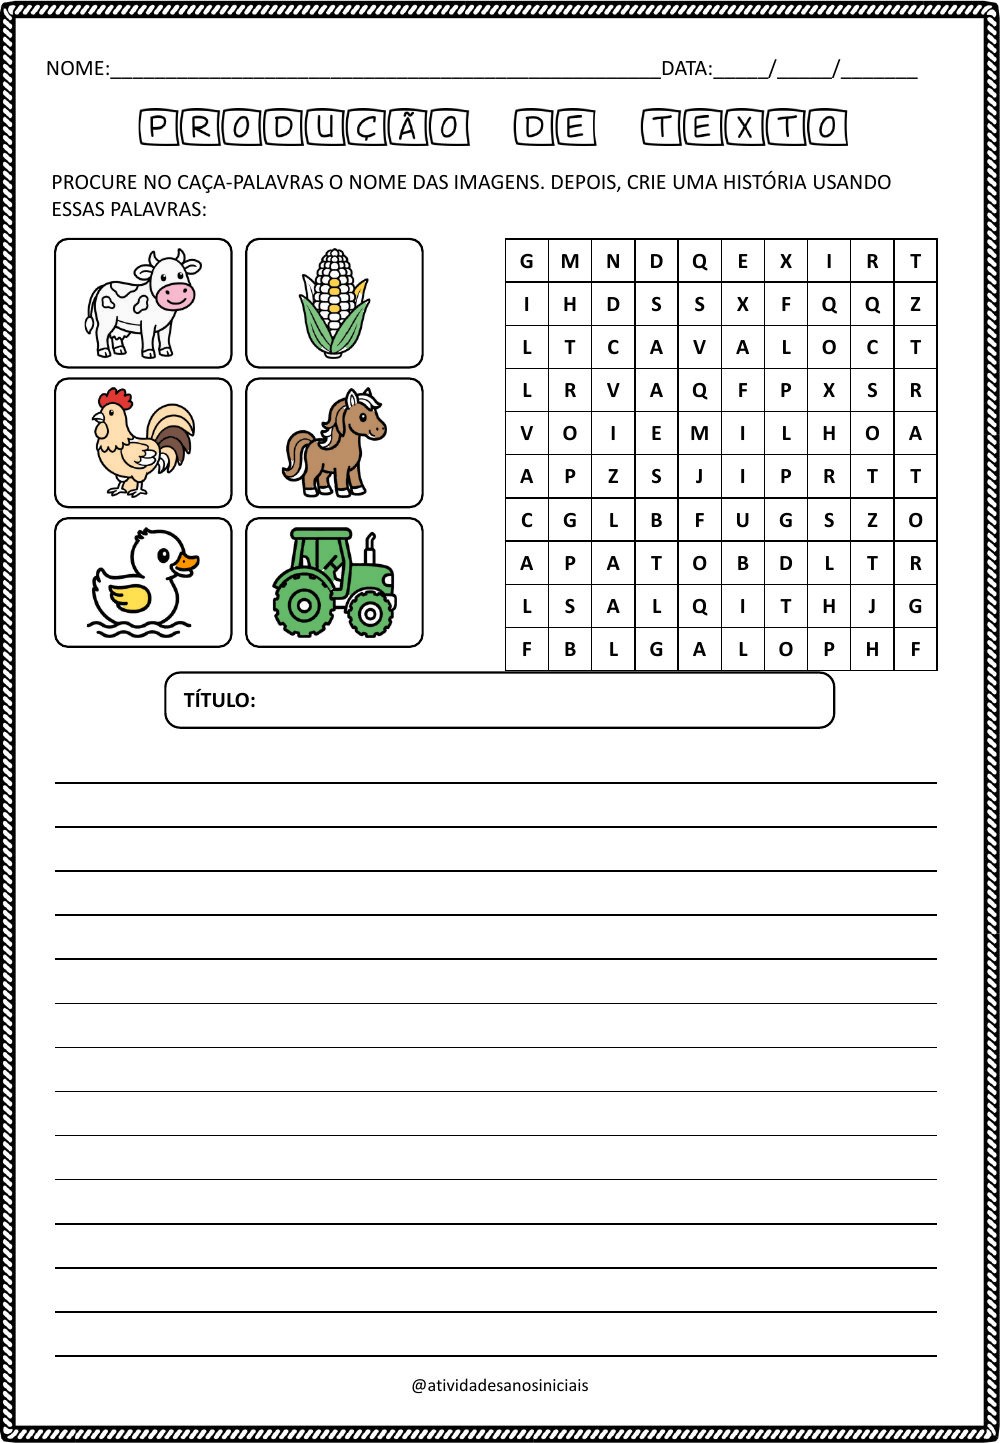 NOME:__________________________________________________DATA:_____/_____/_______
PRODUÇÃO DE TEXTO
PROCURE NO CAÇA-PALAVRAS O NOME DAS IMAGENS. DEPOIS, CRIE UMA HISTÓRIA USANDO
ESSAS PALAVRAS:
G M N D Q E X I R T
I H D S S X F Q Q Z
L T C A V A L O C T
L R V A Q F P X S R
V O I E M I L H O A
A P Z S J I P R T T
C G L B F U G S Z O
A P A T O B D L T R
L S A L Q I T H J G
F B L G A L O P H F
TÍTULO:
@atividadesanosiniciais